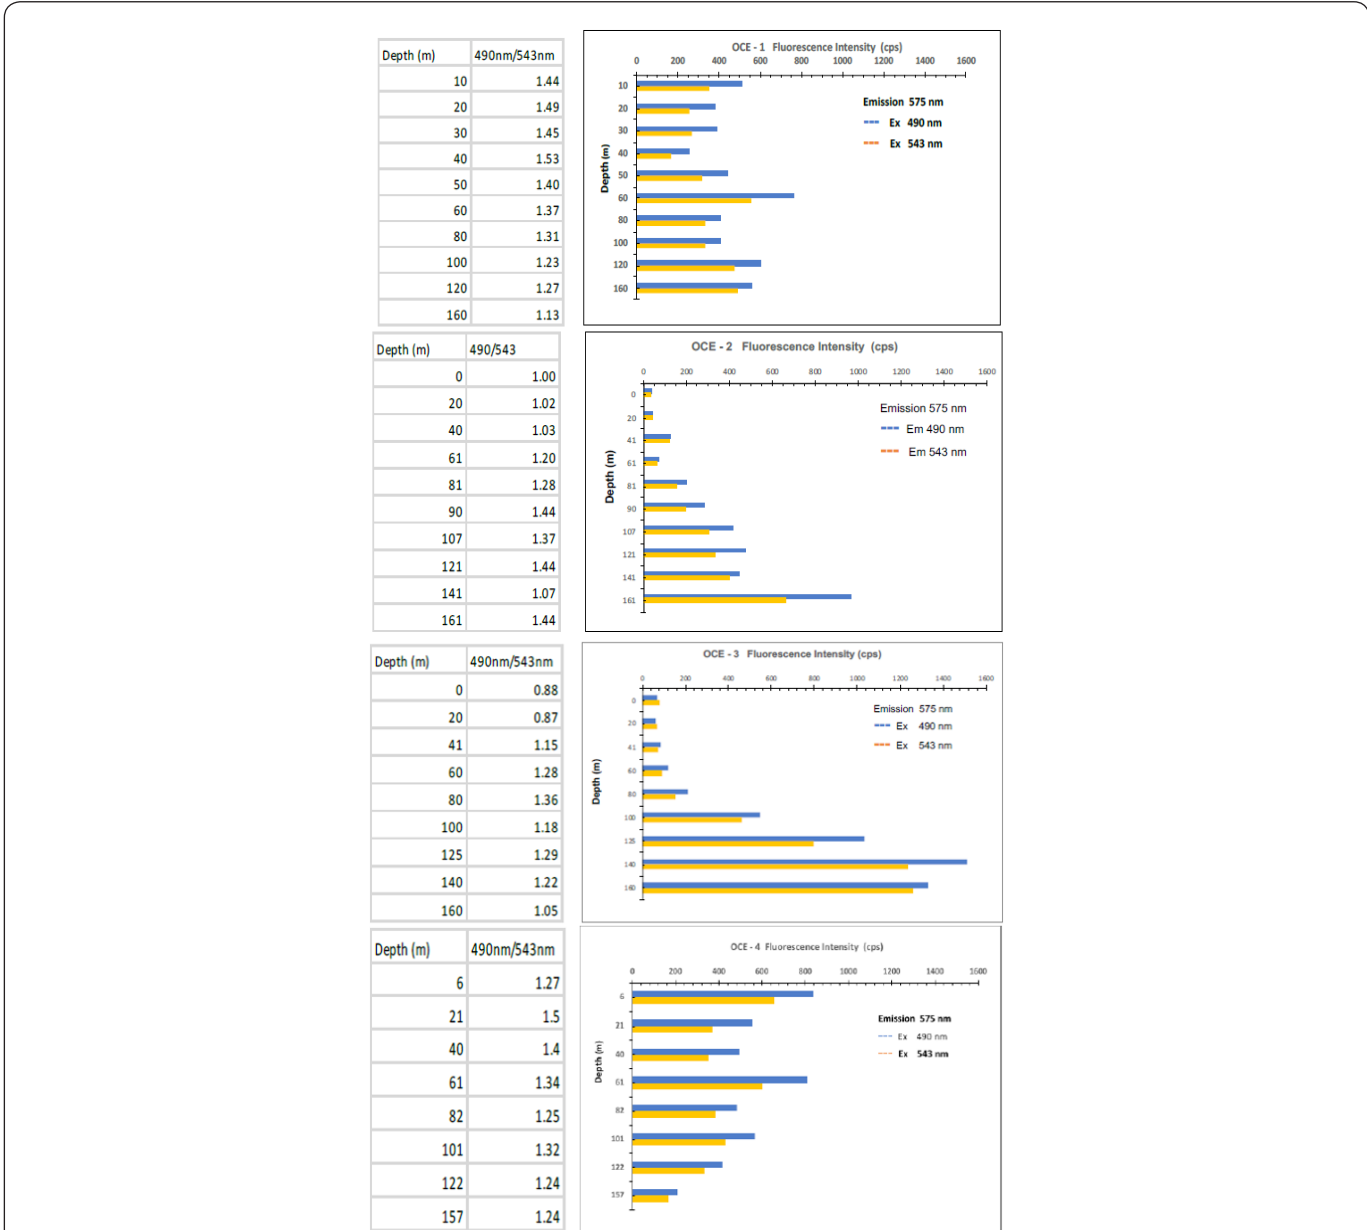 Depth (m) 490nm/543nm
10 1.44
20 1.49
30 1.45
40 1.53
50 1.40
60 1.37
80 1.31
100 1.23
120 1.27
160 1.13
OCE - 1 Fluorescence Intensity (cps)
0 200 400 600 800 1000 1200 1400 1600
Depth (m)
10
20
30
40
50
60
80
100
120
160
Emission 575 nm
Ex 490 nm
Ex 543 nm
Depth (m) 490/543
0 1.00
20 1.02
40 1.03
61 1.20
81 1.28
90 1.44
107 1.37
121 1.44
141 1.07
161 1.44
OCE - 2 Fluorescence Intensity (cps)
0 200 400 600 800 1000 1200 1400 1600
Depth (m)
0
20
41
61
81
90
107
121
141
161
Emission 575 nm
Em 490 nm
Em 543 nm
Depth (m) 490nm/543nm
0 0.88
20 0.87
41 1.15
60 1.28
80 1.36
100 1.18
125 1.29
140 1.22
160 1.05
OCE - 3 Fluorescence Intensity (cps)
0 200 400 600 800 1000 1200 1400 1600
Depth (m)
0
20
41
60
80
100
125
140
160
Emission 575 nm
Ex 490 nm
Ex 543 nm
Depth (m) 490nm/543nm
6 1.27
21 1.5
40 1.4
61 1.34
82 1.25
101 1.32
122 1.24
157 1.24
OCE - 4 Fluorescence Intensity (cps)
0 200 400 600 800 1000 1200 1400 1600
Depth (m)
6
21
40
61
82
101
122
157
Emission 575 nm
Ex 490 nm
Ex 543 nm